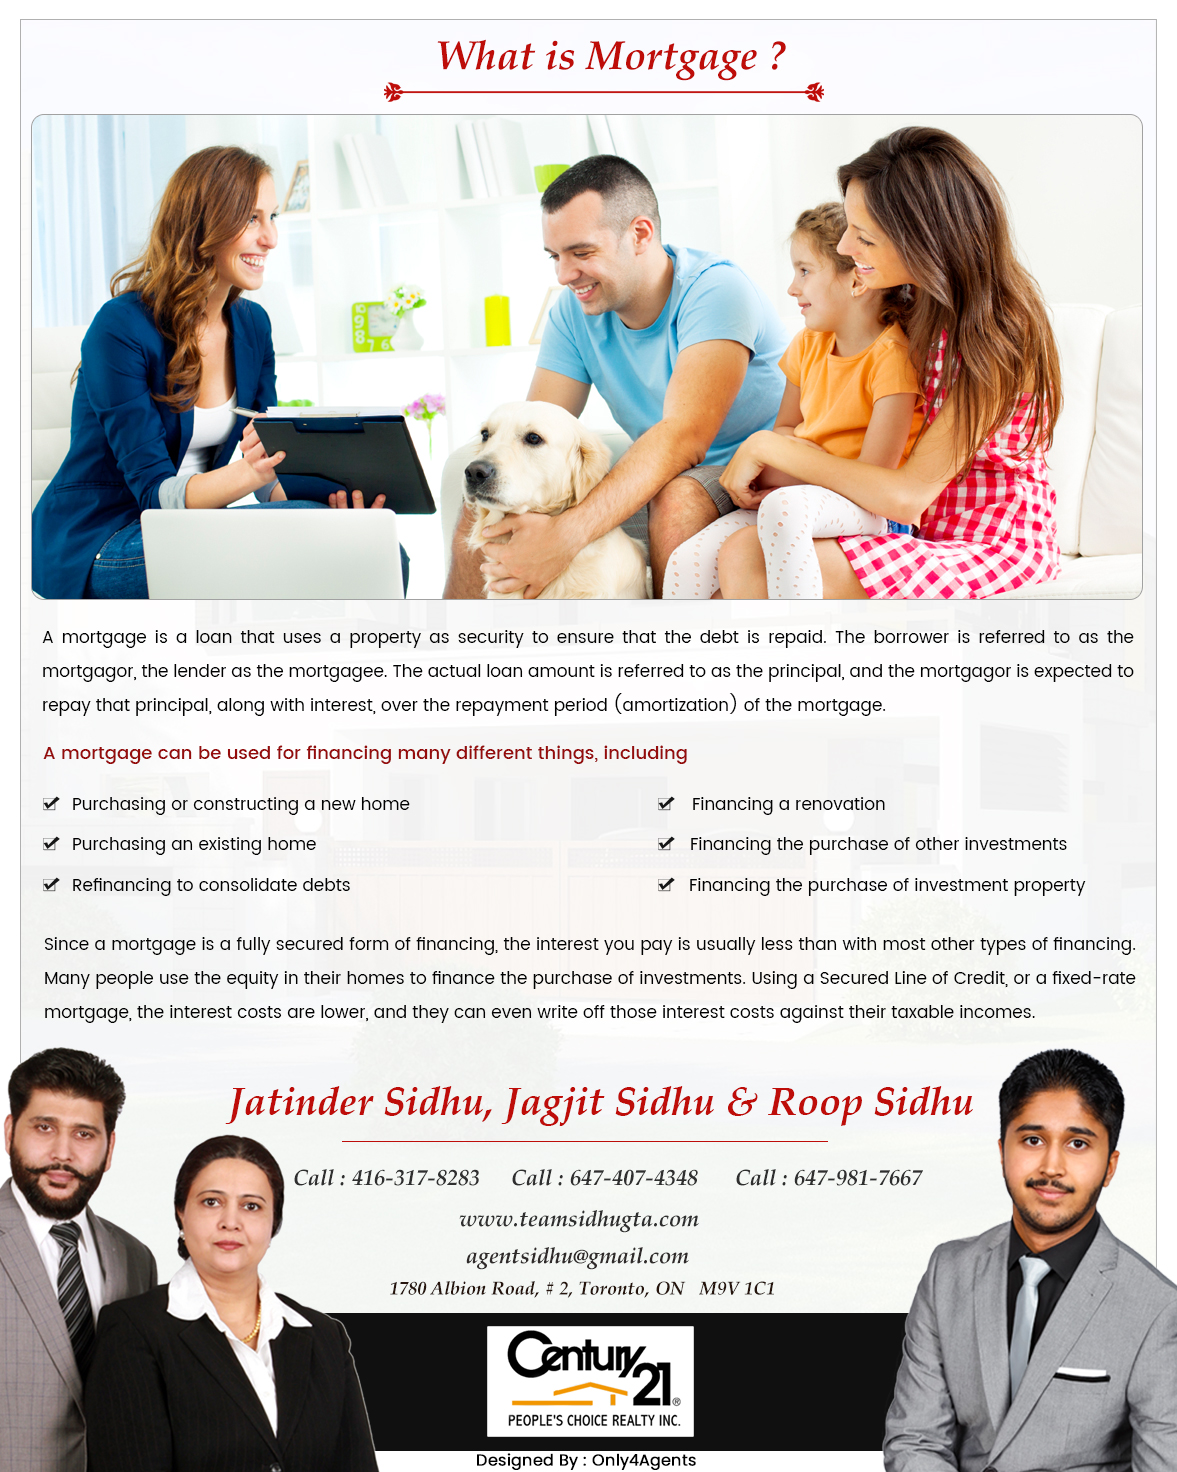 What is Mortgage ?
A mortgage is a loan that uses a property as security to ensure that the debt is repaid. The borrower is referred to as the
mortgagor, the lender as the mortgagee. The actual loan amount is referred to as the principal, and the mortgagor is expected to
repay that principal, along with interest, over the repayment period (amortization) of the mortgage.
A mortgage can be used for financing many different things, including
Purchasing or constructing a new home
Purchasing an existing home
Refinancing to consolidate debts
Financing a renovation
Financing the purchase of other investments
Financing the purchase of investment property
Since a mortgage is a fully secured form of financing, the interest you pay is usually less than with most other types of financing.
Many people use the equity in their homes to finance the purchase of investments. Using a Secured Line of Credit, or a fixed-rate
mortgage, the interest costs are lower, and they can even write off those interest costs against their taxable incomes.
Jatinder Sidhu, Jagjit Sidhu & Roop Sidhu
Call : 416-317-8283 Call : 647-407-4348 Call : 647-981-7667
www.teamsidhugta.com
agentsidhu@gmail.com
1780 Albion Road, # 2, Toronto, ON M9V 1C1
Century
21®
PEOPLE'S CHOICE REALTY INC.
Designed By : Only4Agents